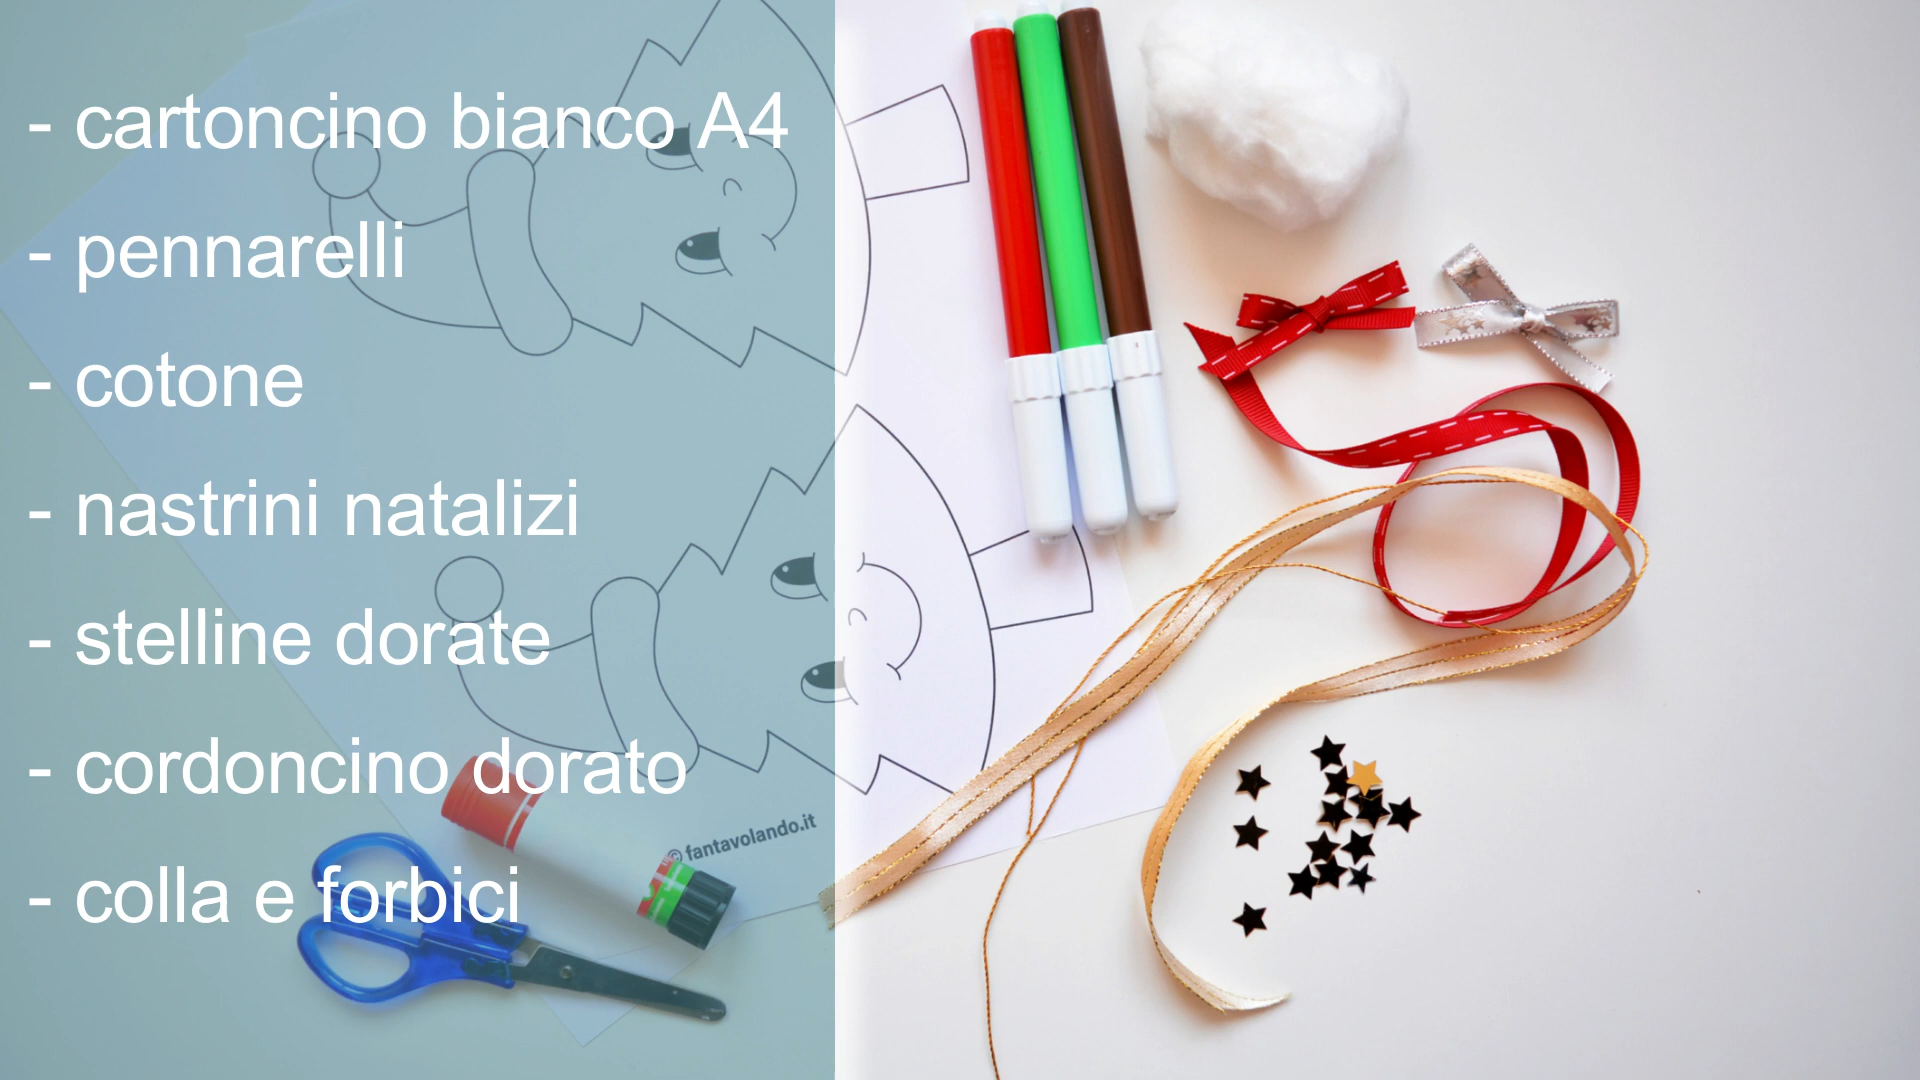 - cartoncino bianco A4
- pennarelli
- cotone
- nastrini natalizi
- stelline dorate
- cordoncino dorato
© fantavolando.it
- colla e forbici